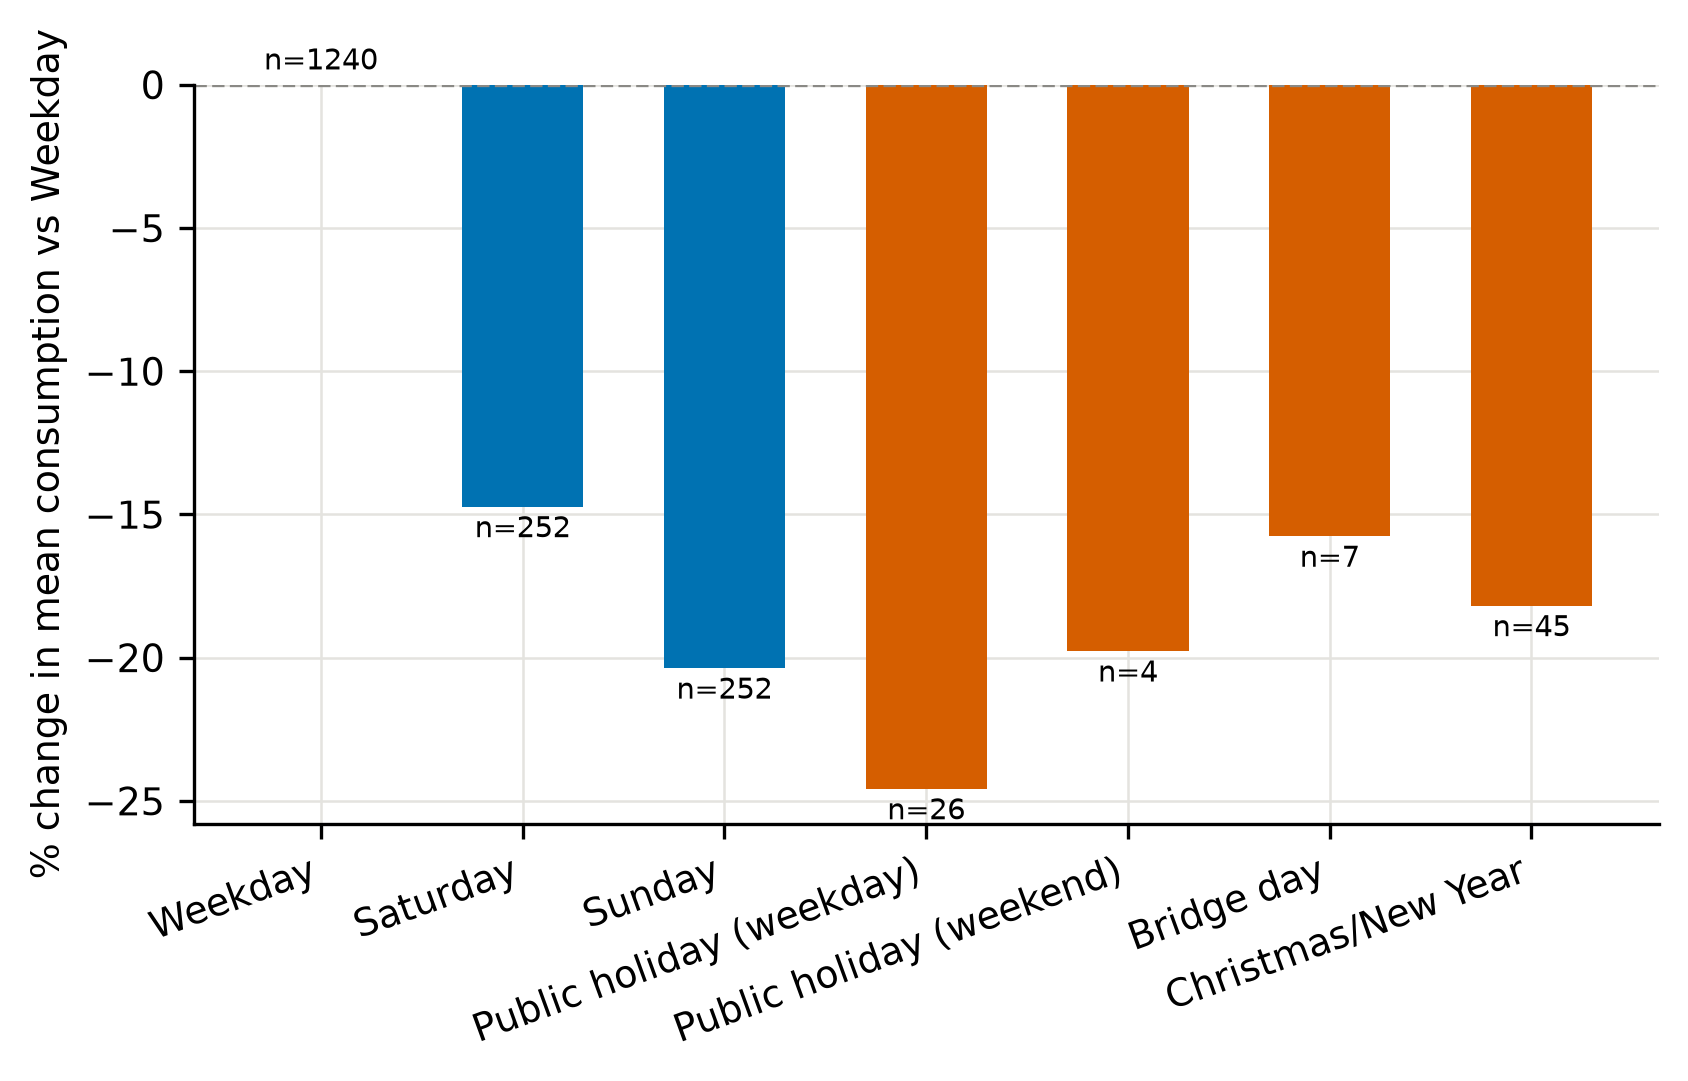 % change in mean consumption vs Weekday
0
−5
−10
−15
−20
−25
n=1240
n=252
n=252
n=26
n=4
n=7
n=45
Weekday
Saturday
Sunday
Public holiday (weekday)
Public holiday (weekend)
Bridge day
Christmas/New Year